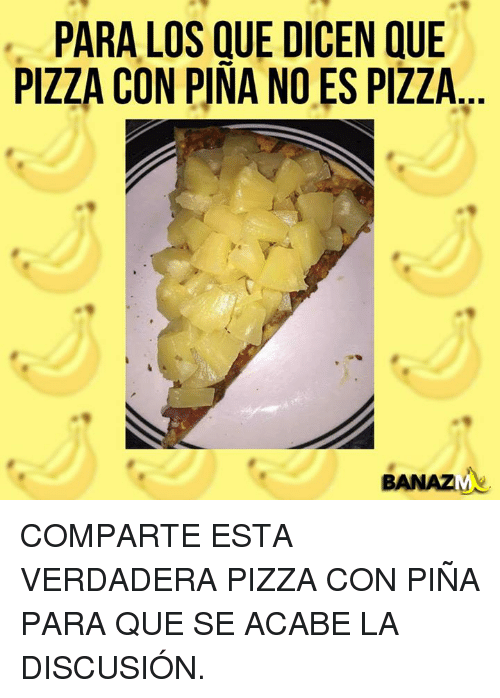 PARA LOS QUE DICEN QUE
PIZZA CON PIÑA NO ES PIZZA...
BANAZM
COMPARTE ESTA
VERDADERA PIZZA CON PIÑA
PARA QUE SE ACABE LA
DISCUSIÓN.